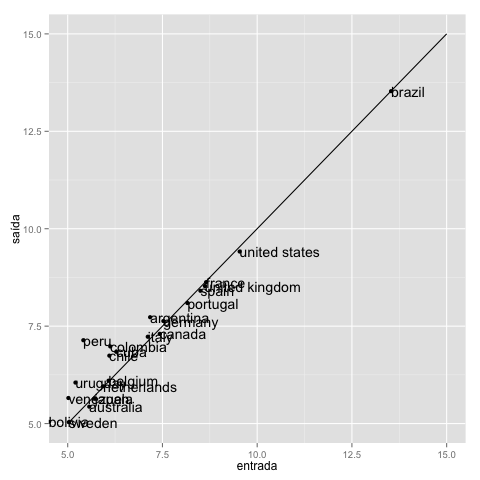 15.0
brazil
12.5
saída
10.0
united states
france
united kingdom
spain
portugal
argentina
germany
7.5
canada
italy
peru
colombia
cuba
chile
belgium
uruguay
netherlands
venezuela
australia
5.0
bolivia
sweden
5.0
7.5
10.0
12.5
15.0
entrada